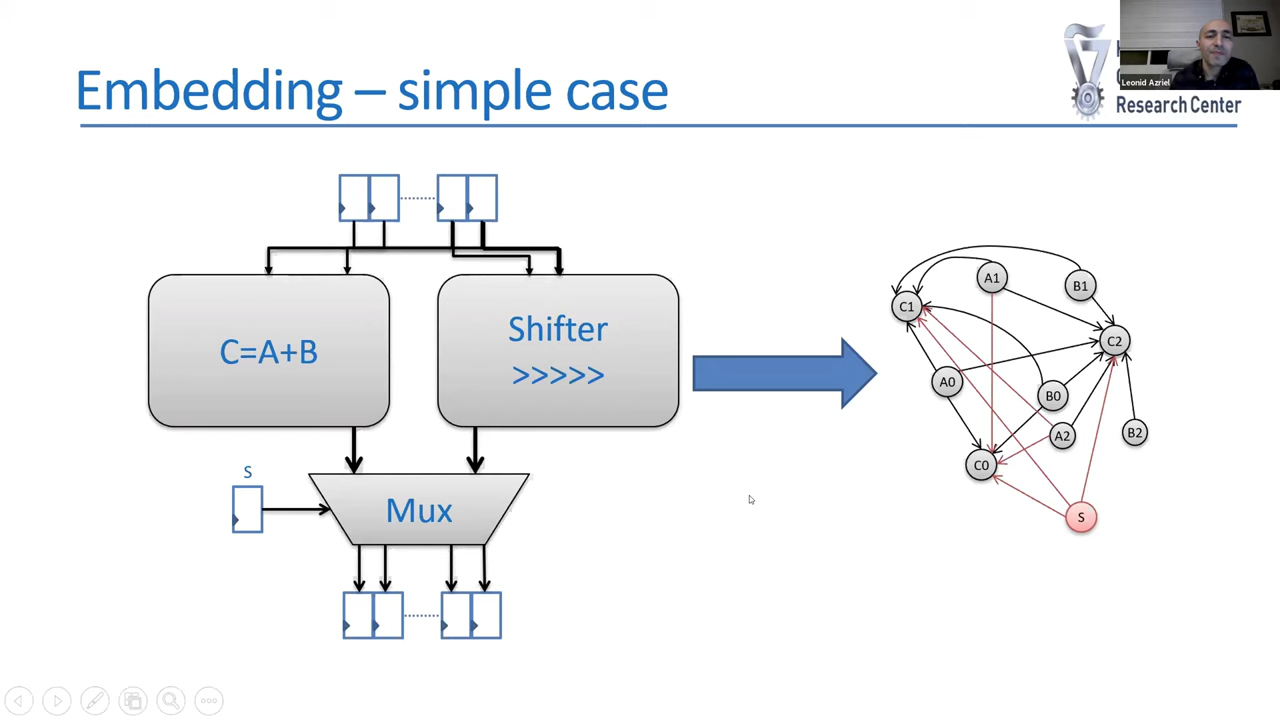 Embedding – simple case
Leonid Azriel
Research Center
C=A+B
Shifter
>>>>>
S
Mux
A1
B1
C1
C2
A0
B0
A2
B2
C0
S